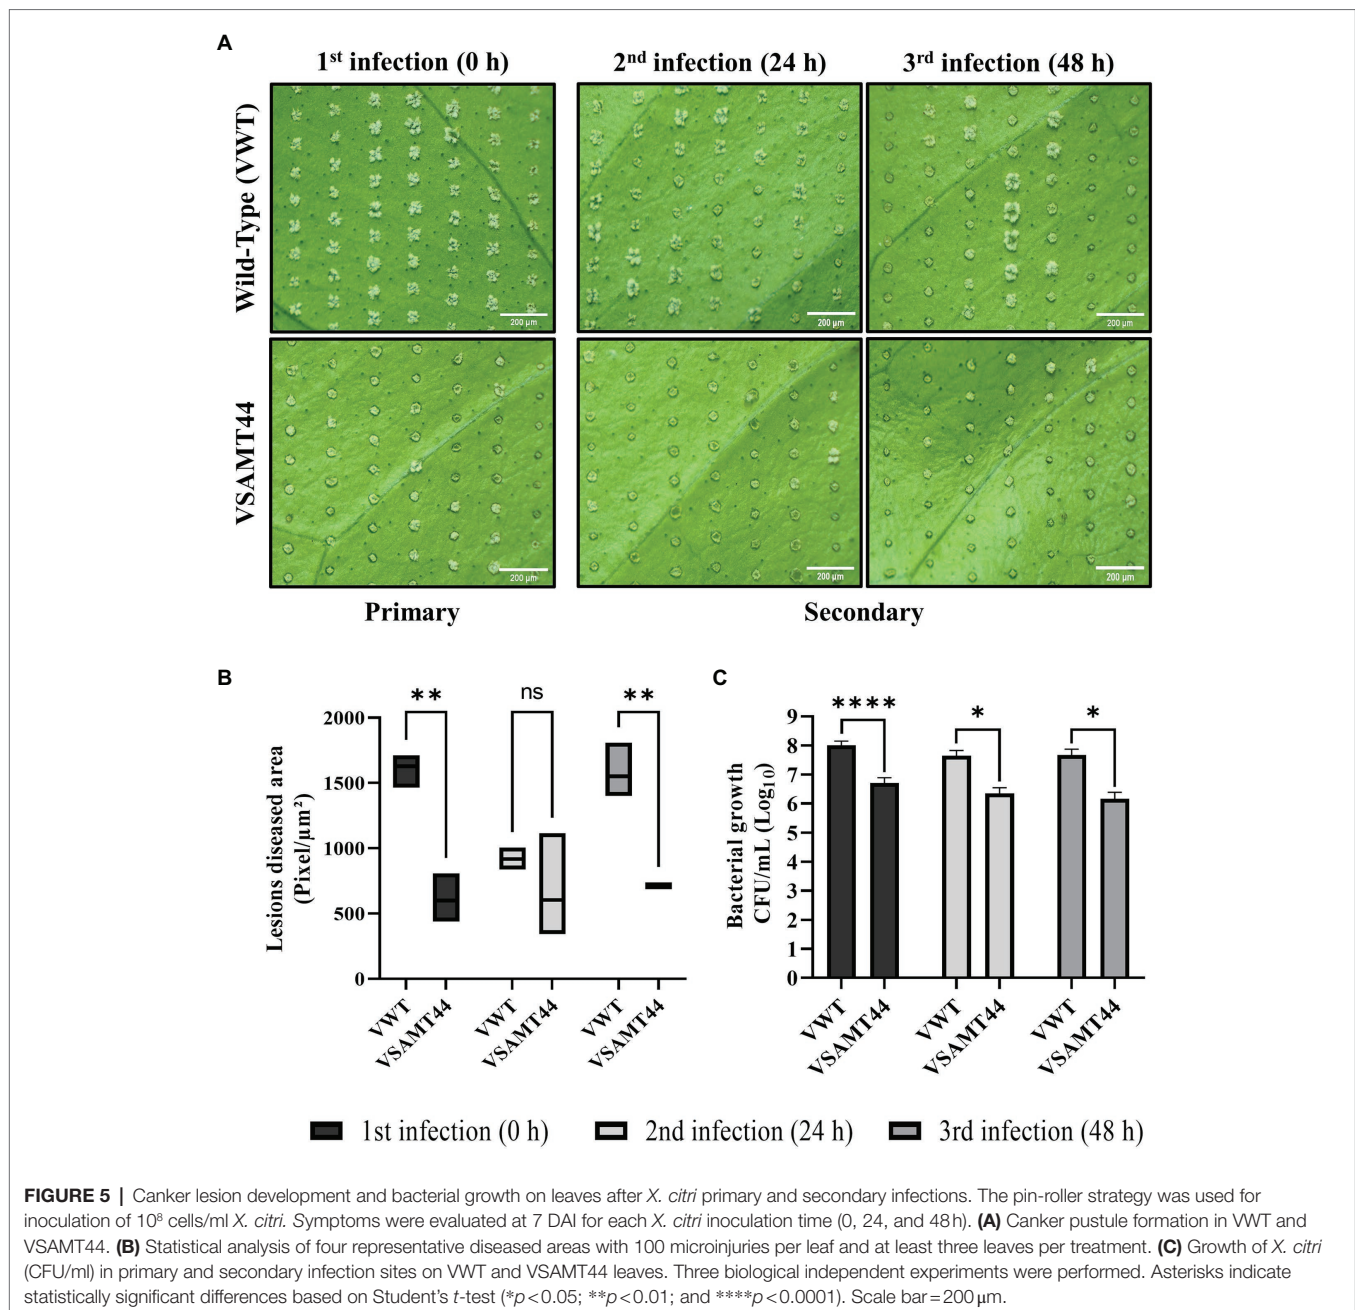 A
1st infection (0 h)
2nd infection (24 h)
3rd infection (48 h)
Wild-Type (VWT)
200 µm
200 µm
200 µm
VSAMT44
200 µm
200 µm
200 µm
Primary
Secondary
B
Lesions diseased area
(Pixel/µm²)
2000
1500
1000
500
0
**
ns
**
VWT
VSAMT44
VWT
VSAMT44
VWT
VSAMT44
C
Bacterial growth
CFU/mL (Log10)
9
8
7
6
5
4
3
2
1
0
****
*
*
VWT
VSAMT44
VWT
VSAMT44
VWT
VSAMT44
1st infection (0 h)
2nd infection (24 h)
3rd infection (48 h)
FIGURE 5 | Canker lesion development and bacterial growth on leaves after X. citri primary and secondary infections. The pin-roller strategy was used for
inoculation of 10⁸ cells/ml X. citri. Symptoms were evaluated at 7 DAI for each X. citri inoculation time (0, 24, and 48 h). (A) Canker pustule formation in VWT and
VSAMT44. (B) Statistical analysis of four representative diseased areas with 100 microinjuries per leaf and at least three leaves per treatment. (C) Growth of X. citri
(CFU/ml) in primary and secondary infection sites on VWT and VSAMT44 leaves. Three biological independent experiments were performed. Asterisks indicate
statistically significant differences based on Student's t-test (*p < 0.05; **p < 0.01; and ****p < 0.0001). Scale bar = 200 µm.